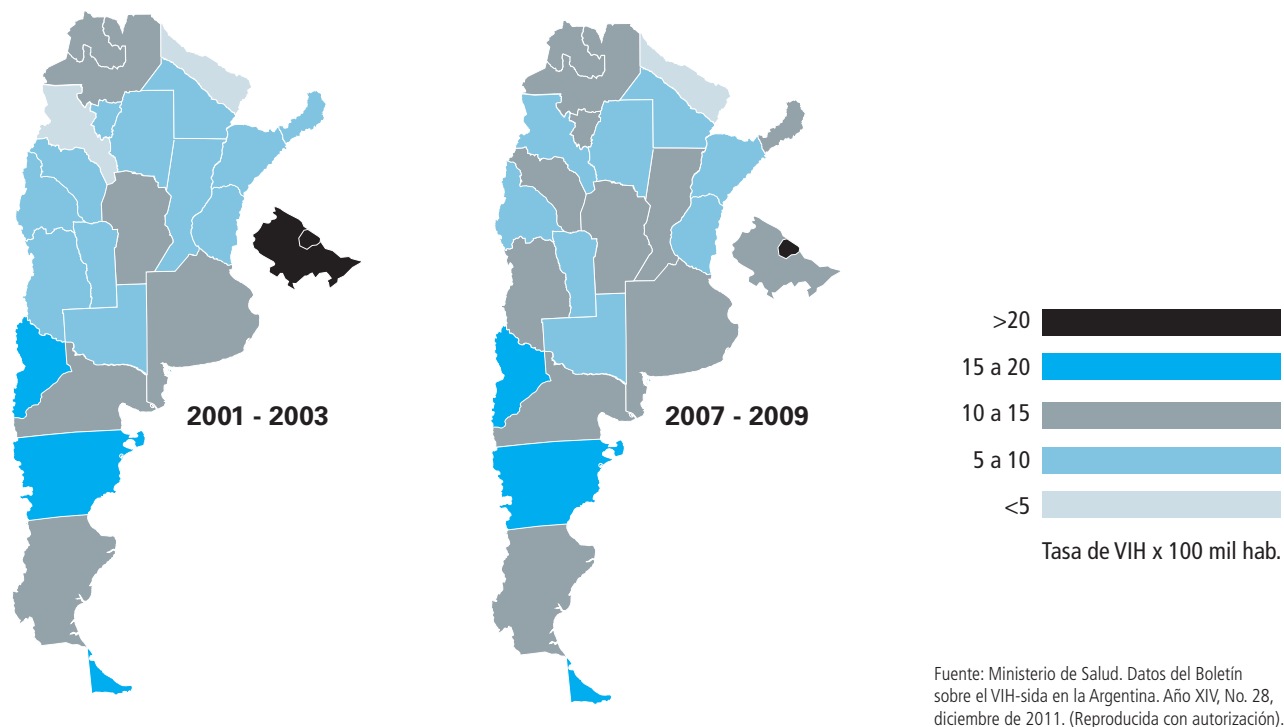 2001 - 2003
2007 - 2009
>20
15 a 20
10 a 15
5 a 10
<5
Tasa de VIH x 100 mil hab.
Fuente: Ministerio de Salud. Datos del Boletín
sobre el VIH-sida en la Argentina. Año XIV, No. 28,
diciembre de 2011. (Reproducida con autorización).